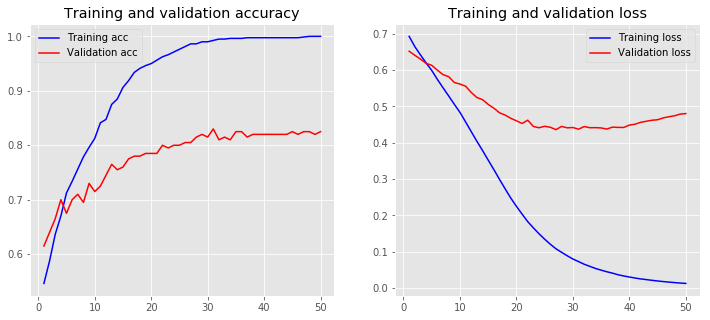 Training and validation accuracy
Training acc
Validation acc
1.0
0.9
0.8
0.7
0.6
0 10 20 30 40 50
Training and validation loss
Training loss
Validation loss
0.7
0.6
0.5
0.4
0.3
0.2
0.1
0.0
0 10 20 30 40 50